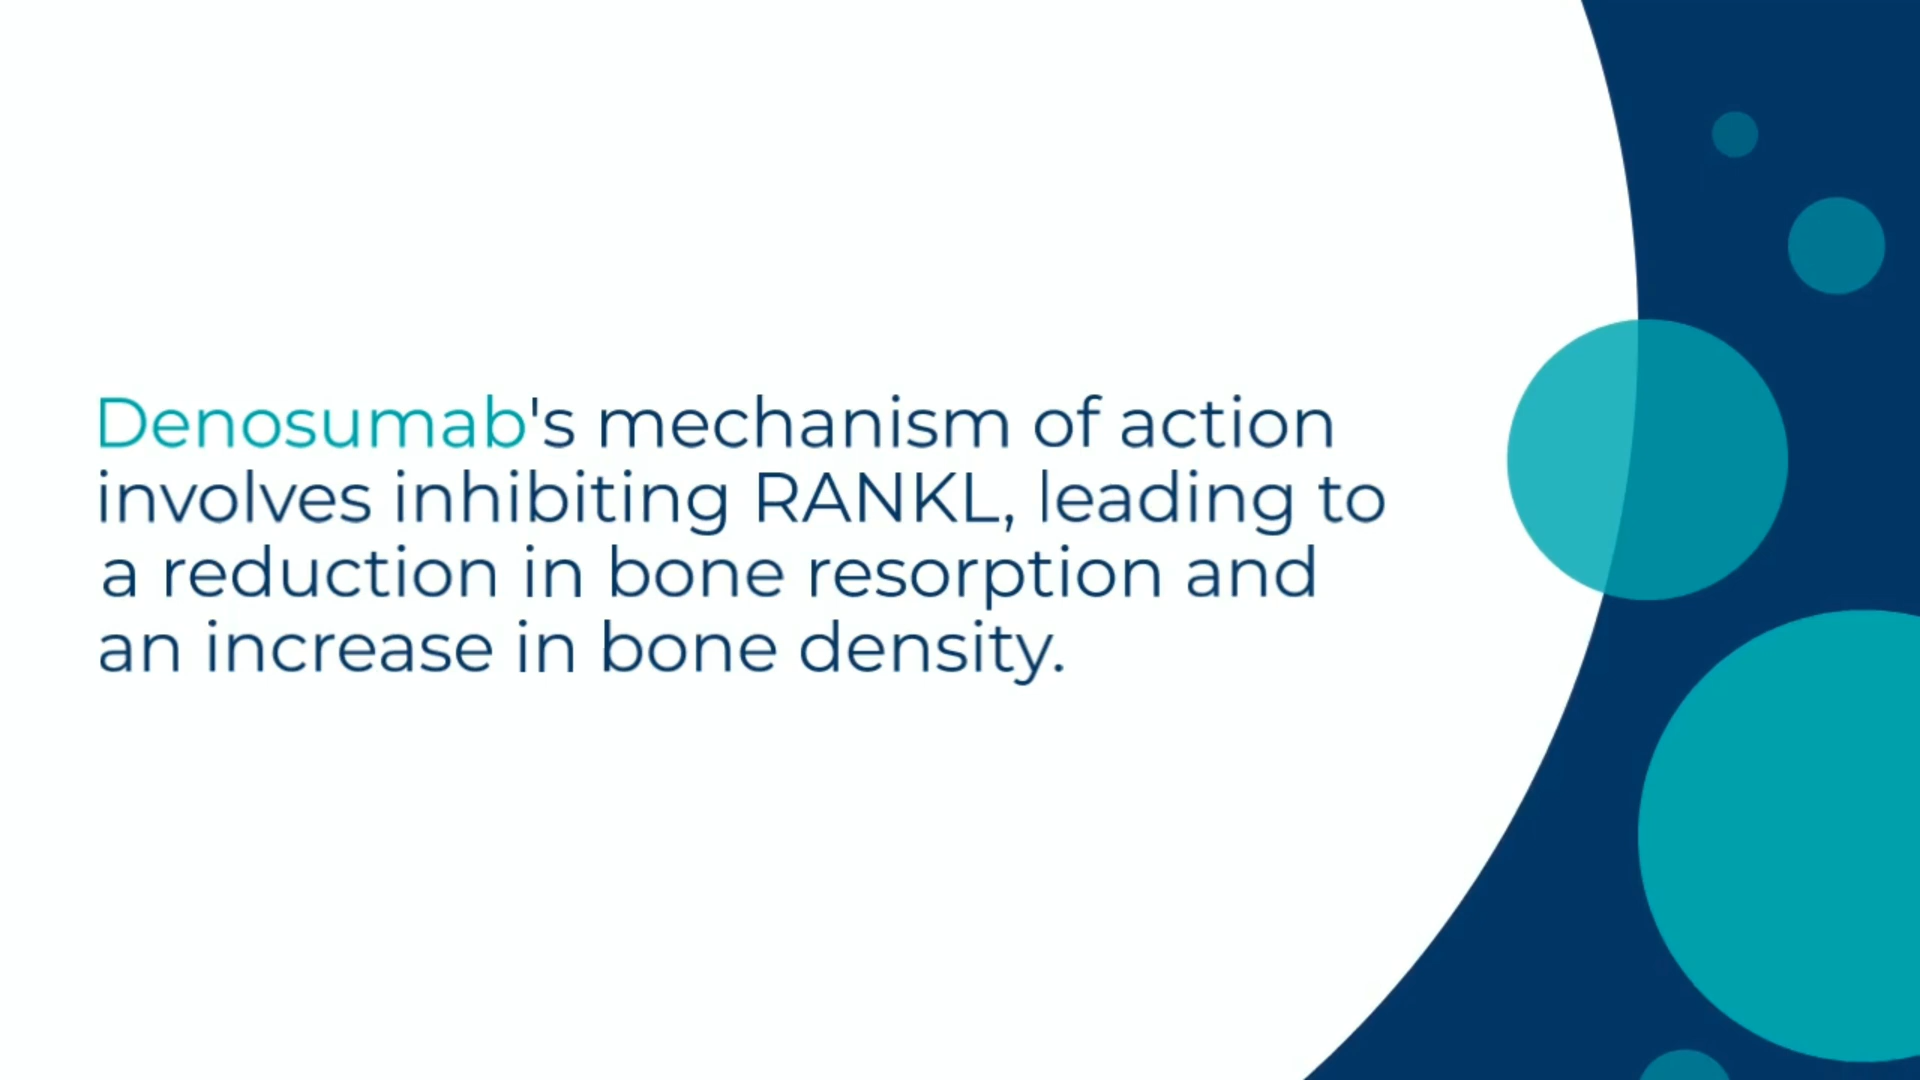 Denosumab's mechanism of action
involves inhibiting RANKL, leading to
a reduction in bone resorption and
an increase in bone density.